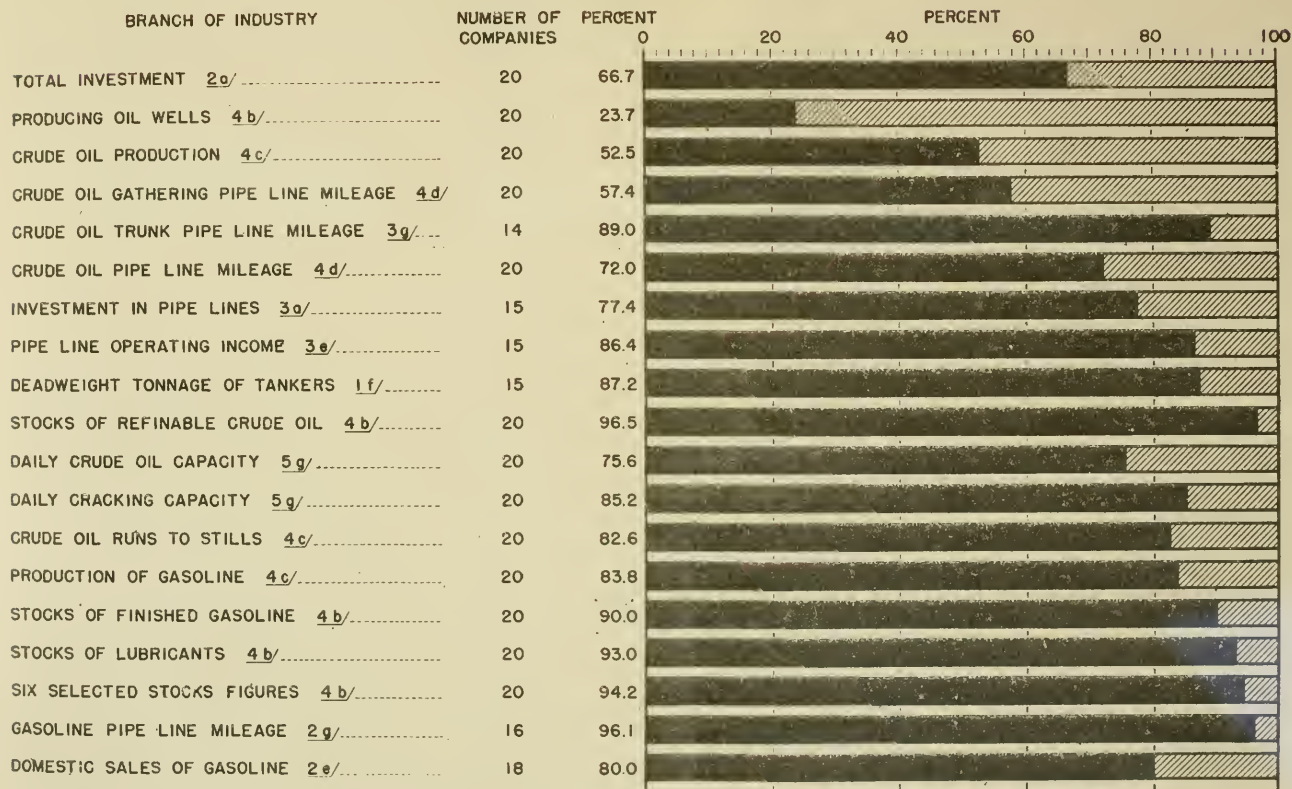 BRANCH OF INDUSTRY NUMBER OF COMPANIES PERCENT PERCENT
0 20 40 60 80 100
TOTAL INVESTMENT 2a/ 20 66.7
PRODUCING OIL WELLS 4b/ 20 23.7
CRUDE OIL PRODUCTION 4c/ 20 52.5
CRUDE OIL GATHERING PIPE LINE MILEAGE 4d/ 20 57.4
CRUDE OIL TRUNK PIPE LINE MILEAGE 3g/ 14 89.0
CRUDE OIL PIPE LINE MILEAGE 4d/ 20 72.0
INVESTMENT IN PIPE LINES 3a/ 15 77.4
PIPE LINE OPERATING INCOME 3e/ 15 86.4
DEADWEIGHT TONNAGE OF TANKERS 1f/ 15 87.2
STOCKS OF REFINABLE CRUDE OIL 4b/ 20 96.5
DAILY CRUDE OIL CAPACITY 5g/ 20 75.6
DAILY CRACKING CAPACITY 5g/ 20 85.2
CRUDE OIL RUNS TO STILLS 4c/ 20 82.6
PRODUCTION OF GASOLINE 4c/ 20 83.8
STOCKS OF FINISHED GASOLINE 4b/ 20 90.0
STOCKS OF LUBRICANTS 4b/ 20 93.0
SIX SELECTED STOCKS FIGURES 4b/ 20 94.2
GASOLINE PIPE LINE MILEAGE 2g/ 16 96.1
DOMESTIC SALES OF GASOLINE 2e/ 18 80.0